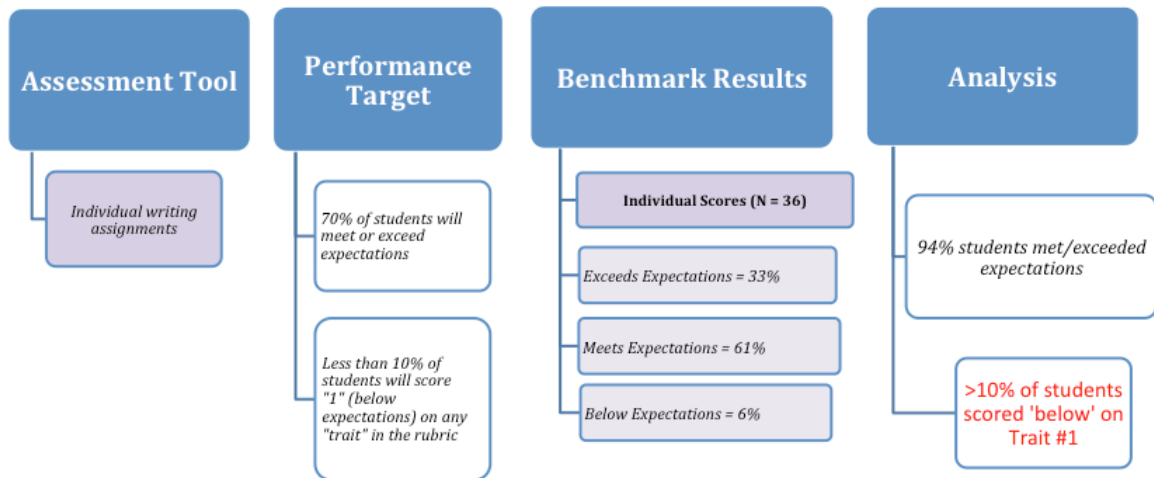 Assessment Tool
Individual writing
assignments
Performance
Target
70% of students will
meet or exceed
expectations
Less than 10% of
students will score
"1" (below
expectations) on any
"trait" in the rubric
Benchmark Results
Individual Scores (N = 36)
Exceeds Expectations = 33%
Meets Expectations = 61%
Below Expectations = 6%
Analysis
94% students met/exceeded
expectations
>10% of students
scored 'below' on
Trait #1